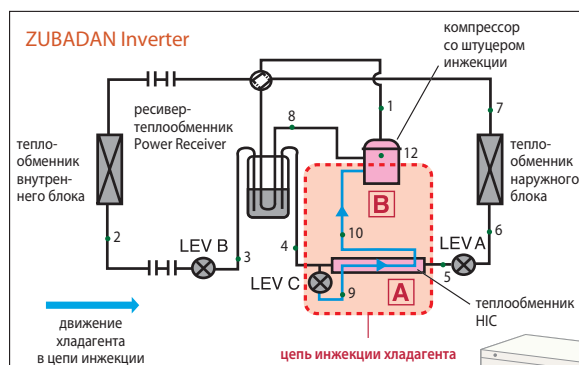 ZUBADAN Inverter
компрессор
со штуцером
инжекции
ресивер-
теплообменник
Power Receiver
1
7
8
12
тепло-
обменник
внутрен-
него блока
тепло-
обменник
наружного
блока
B
2
LEV B
3
4
10
6
LEV A
5
LEV C
9
A
теплообменник
HIC
движение
хладагента
в цепи инжекции
цепь инжекции хладагента